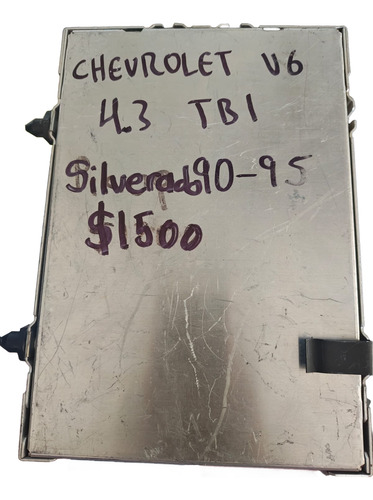 CHEVROLET V6
4.3 TBI
Silverado 90-95
$1500